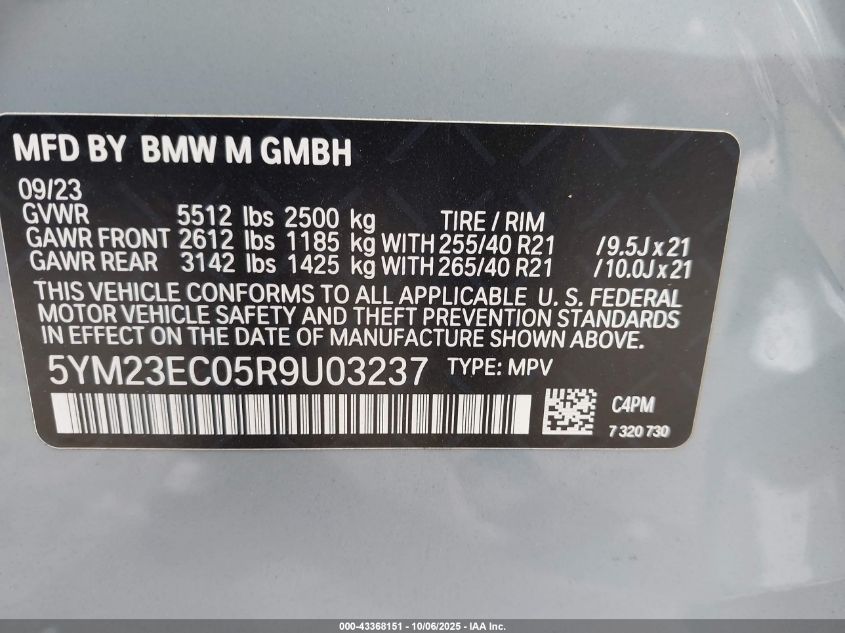 MFD BY BMW M GMBH
09/23
GVWR 5512 lbs 2500 kg TIRE / RIM
GAWR FRONT 2612 lbs 1185 kg WITH 255/40 R21 /9.5J x 21
GAWR REAR 3142 lbs 1425 kg WITH 265/40 R21 /10.0J x 21
THIS VEHICLE CONFORMS TO ALL APPLICABLE U. S. FEDERAL
MOTOR VEHICLE SAFETY AND THEFT PREVENTION STANDARDS
IN EFFECT ON THE DATE OF MANUFACTURE SHOWN ABOVE.
5YM23EC05R9U03237 TYPE: MPV
C4PM
7 320 730
000-43368151 - 10/06/2025 - IAA Inc.